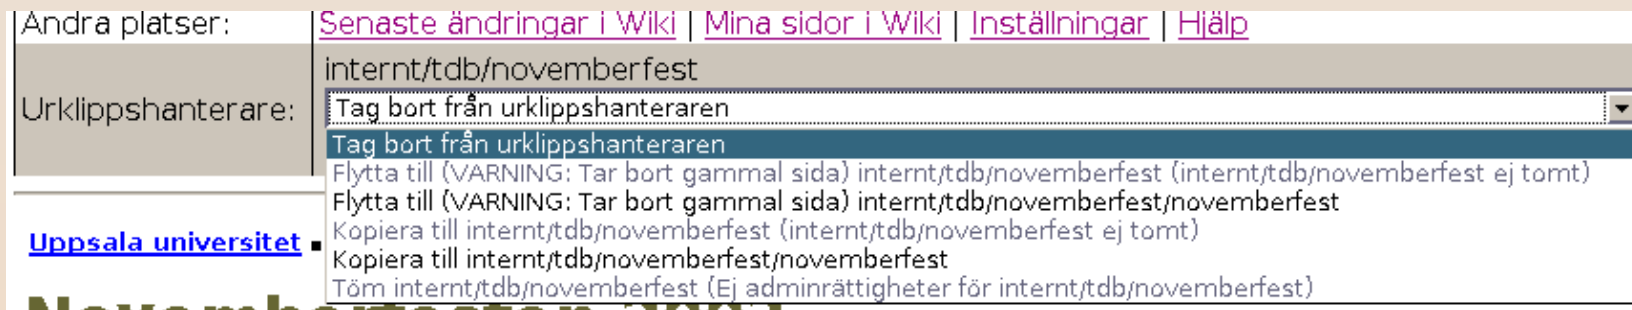 Andra platser: Senaste ändringar i Wiki | Mina sidor i Wiki | Inställningar | Hjälp
internt/tdb/novemberfest
Urklippshanterare: Tag bort från urklippshanteraren
Tag bort från urklippshanteraren
Flytta till (VARNING: Tar bort gammal sida) internt/tdb/novemberfest (internt/tdb/novemberfest ej tomt)
Flytta till (VARNING: Tar bort gammal sida) internt/tdb/novemberfest/novemberfest
Kopiera till internt/tdb/novemberfest (internt/tdb/novemberfest ej tomt)
Uppsala universitet
Kopiera till internt/tdb/novemberfest/novemberfest
Töm internt/tdb/novemberfest (Ej adminrättigheter för internt/tdb/novemberfest)